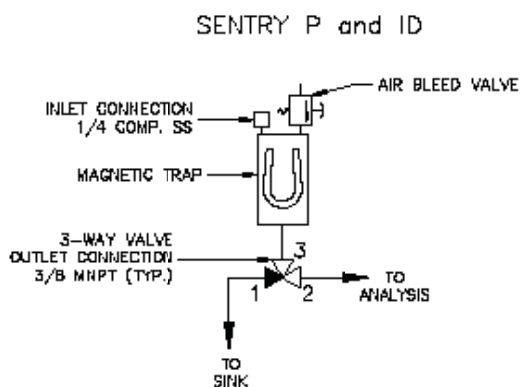 SENTRY P and ID
AIR BLEED VALVE
INLET CONNECTION
1/4 COMP. SS
MAGNETIC TRAP
3-WAY VALVE
OUTLET CONNECTION
3/8 MNPT (TYP.)
3
1
2
TO
ANALYSIS
TO
SINK